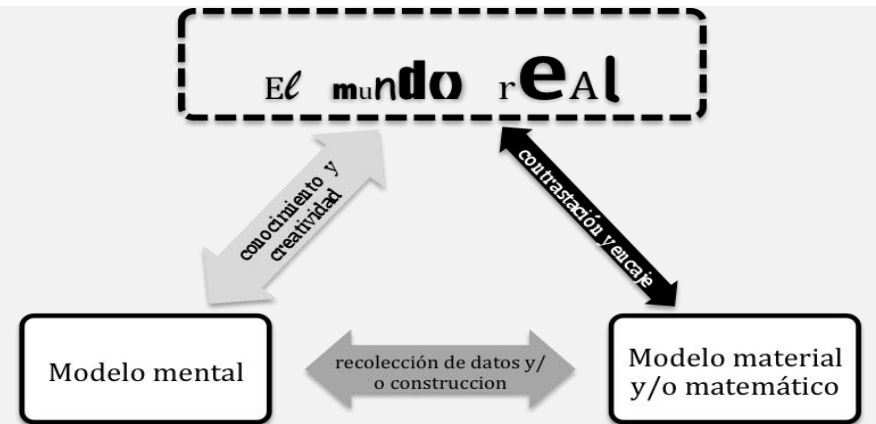 El mundo reAl
conocimiento y
creatividad
contrastación y encaje
Modelo mental
recolección de datos y/
o construccion
Modelo material
y/o matemático